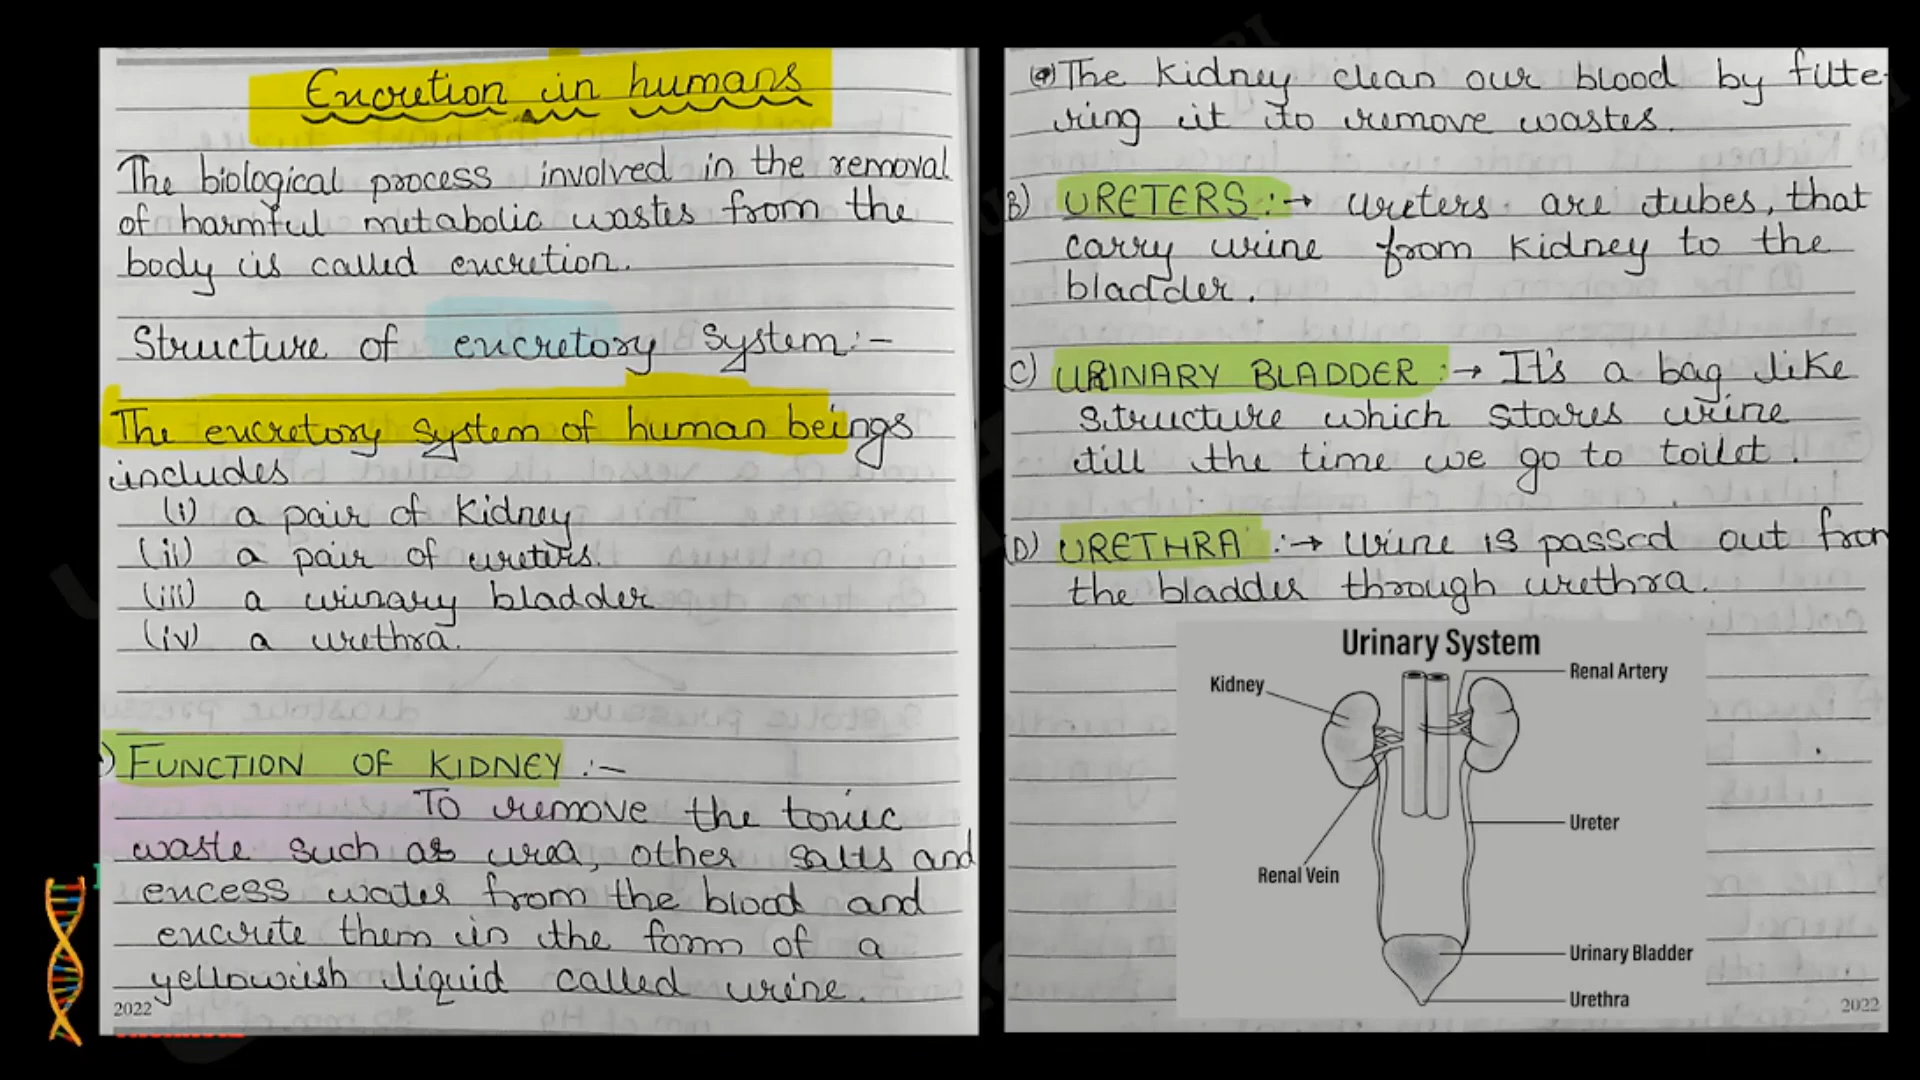 Excretion in humans
The biological process involved in the removal
of harmful metabolic wastes from the
body is called excretion.
Structure of excretory System:-
The excretory system of human beings
includes
(i) a pair of Kidney
(ii) a pair of ureters.
(iii) a urinary bladder
(iv) a urethra.
) FUNCTION OF KIDNEY :-
To remove the toxic
waste such as urea, other salts and
excess water from the blood and
excrete them in the form of a
yellowish liquid called urine.
2022
(a) The Kidney clean our blood by filte-
ring it to remove wastes.
B) URETERS :→ Ureters are tubes, that
carry urine from Kidney to the
bladder.
C) URINARY BLADDER :→ It's a bag like
structure which stores urine
till the time we go to toilet.
D) URETHRA :→ Urine is passed out from
the bladder through urethra.
Urinary System
Kidney
Renal Artery
Ureter
Renal Vein
Urinary Bladder
Urethra
2022